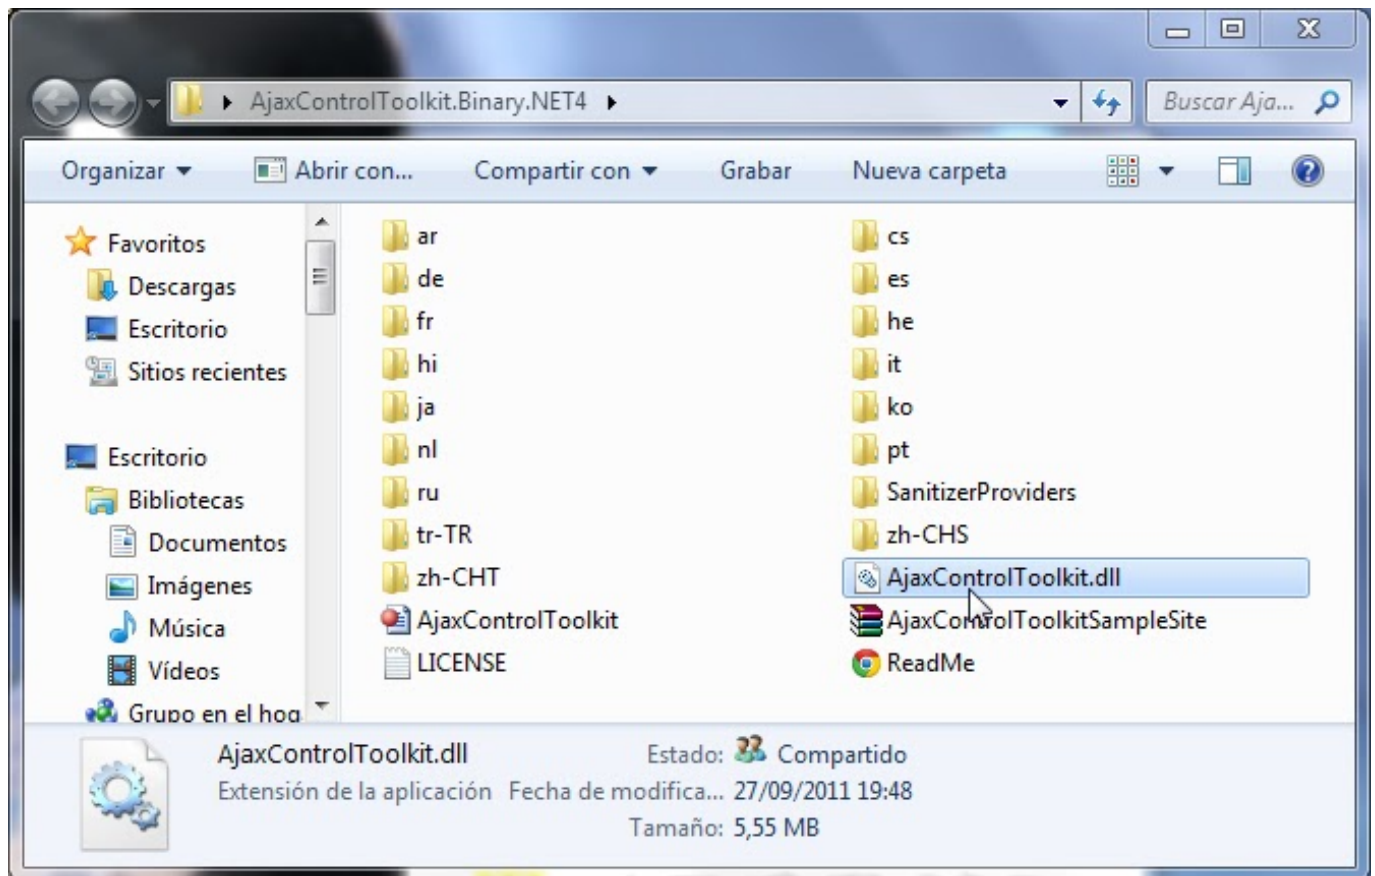 AjaxControlToolkit.Binary.NET4
Buscar Aja...
Organizar Abrir con... Compartir con Grabar Nueva carpeta
Favoritos
Descargas
Escritorio
Sitios recientes
Escritorio
Bibliotecas
Documentos
Imágenes
Música
Vídeos
Grupo en el hog
ar cs
de es
fr he
hi it
ja ko
nl pt
ru SanitizerProviders
tr-TR zh-CHS
zh-CHT AjaxControlToolkit.dll
AjaxControlToolkit AjaxControlToolkitSampleSite
LICENSE ReadMe
AjaxControlToolkit.dll Estado: Compartido
Extensión de la aplicación Fecha de modifica... 27/09/2011 19:48
Tamaño: 5,55 MB